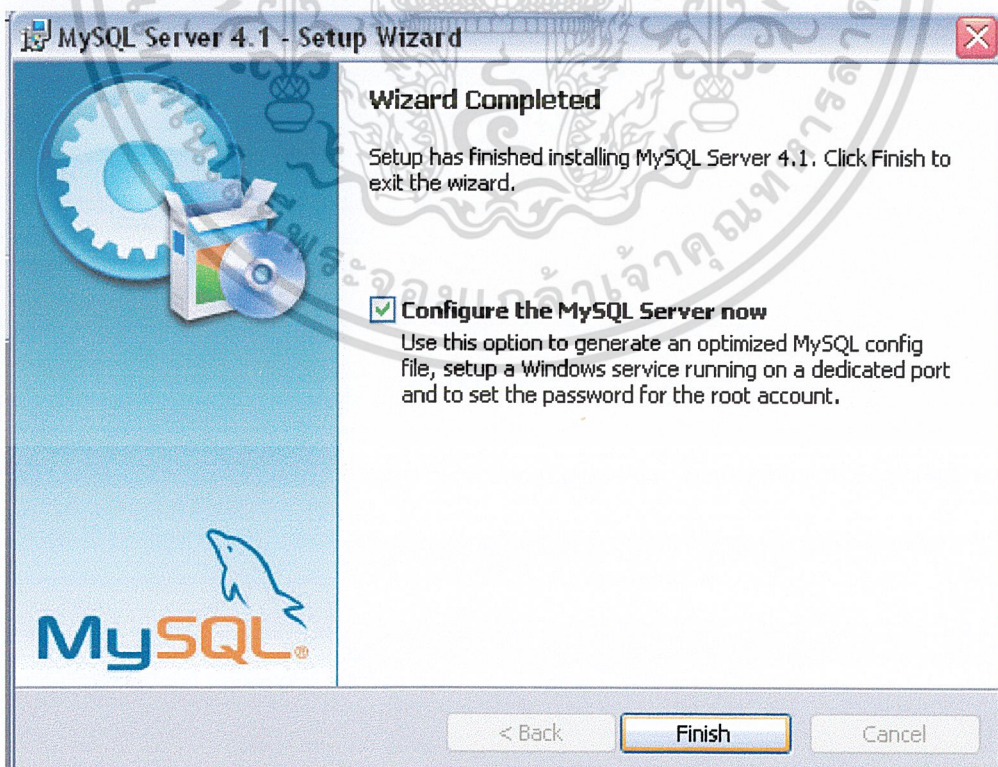 MySQL Server 4.1 - Setup Wizard
Wizard Completed
Setup has finished installing MySQL Server 4.1. Click Finish to
exit the wizard.
Configure the MySQL Server now
Use this option to generate an optimized MySQL config
file, setup a Windows service running on a dedicated port
and to set the password for the root account.
MySQL®
< Back
Finish
Cancel